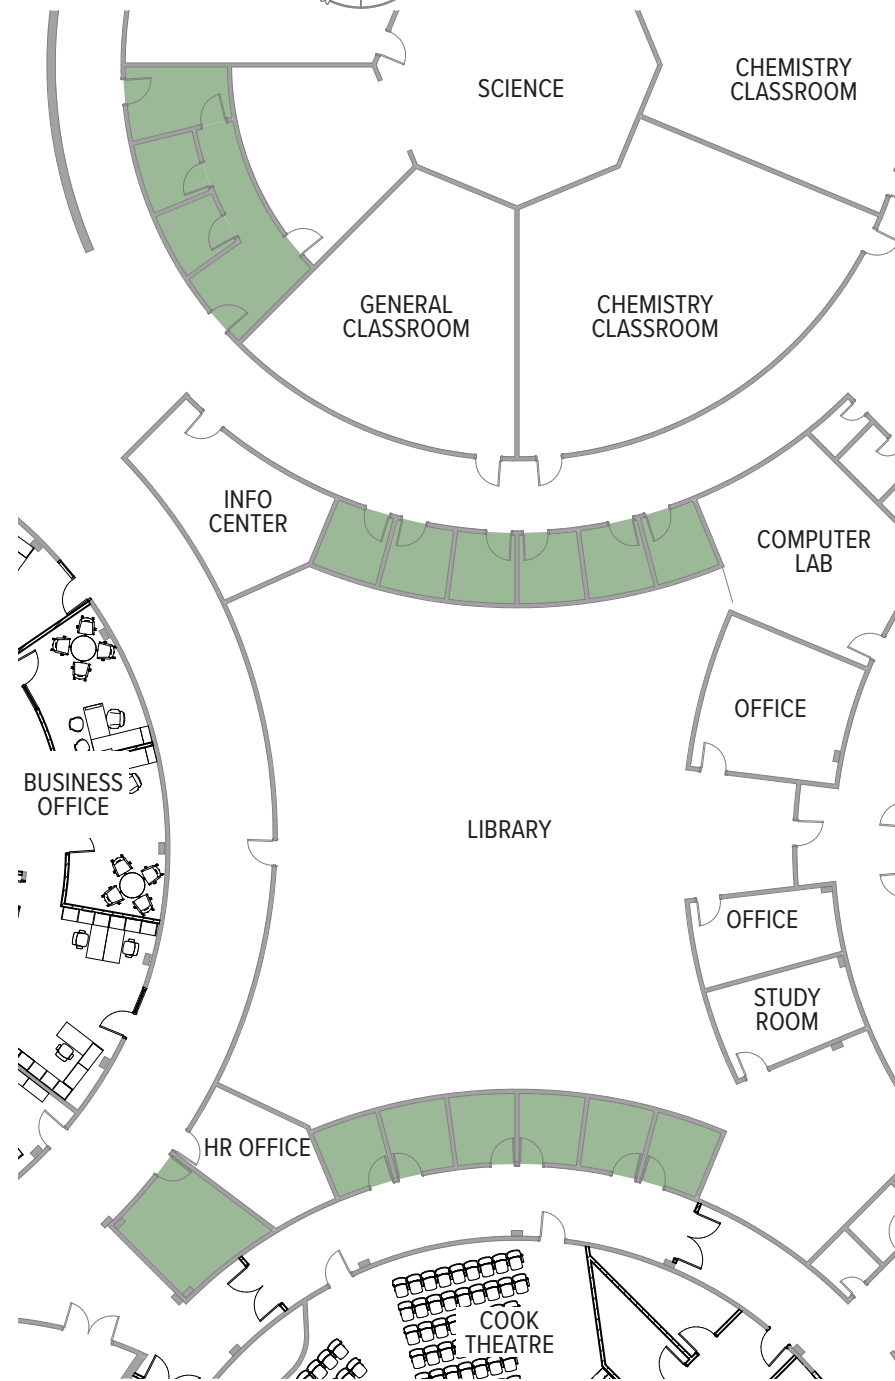 SCIENCE
CHEMISTRY
CLASSROOM
GENERAL
CLASSROOM
CHEMISTRY
CLASSROOM
INFO
CENTER
COMPUTER
LAB
OFFICE
BUSINESS
OFFICE
LIBRARY
OFFICE
STUDY
ROOM
HR OFFICE
COOK
THEATRE